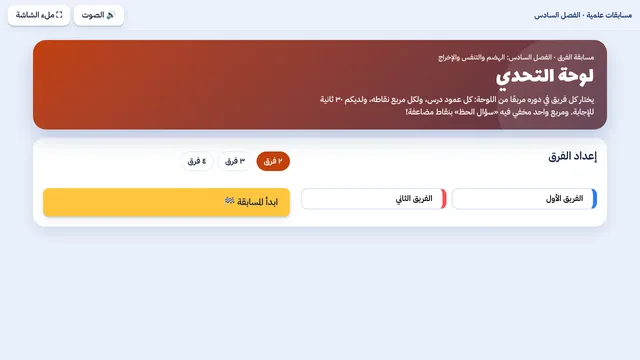 مسابقات علمية · الفصل السادس
🔊 الصوت
⛶ ملء الشاشة
مسابقة الفرق · الفصل السادس: الهضم والتنفس والإخراج
لوحة التحدي
يختار كل فريق في دوره مربعًا من اللوحة: كل عمود درس، ولكل مربع نقاطه، ولديكم ٣٠ ثانية
للإجابة. ومربع واحد مخفي فيه «سؤال الحظ» بنقاط مضاعفة!
إعداد الفرق
٢ فرق
٣ فرق
٤ فرق
الفريق الأول
الفريق الثاني
ابدأ المسابقة 🏁